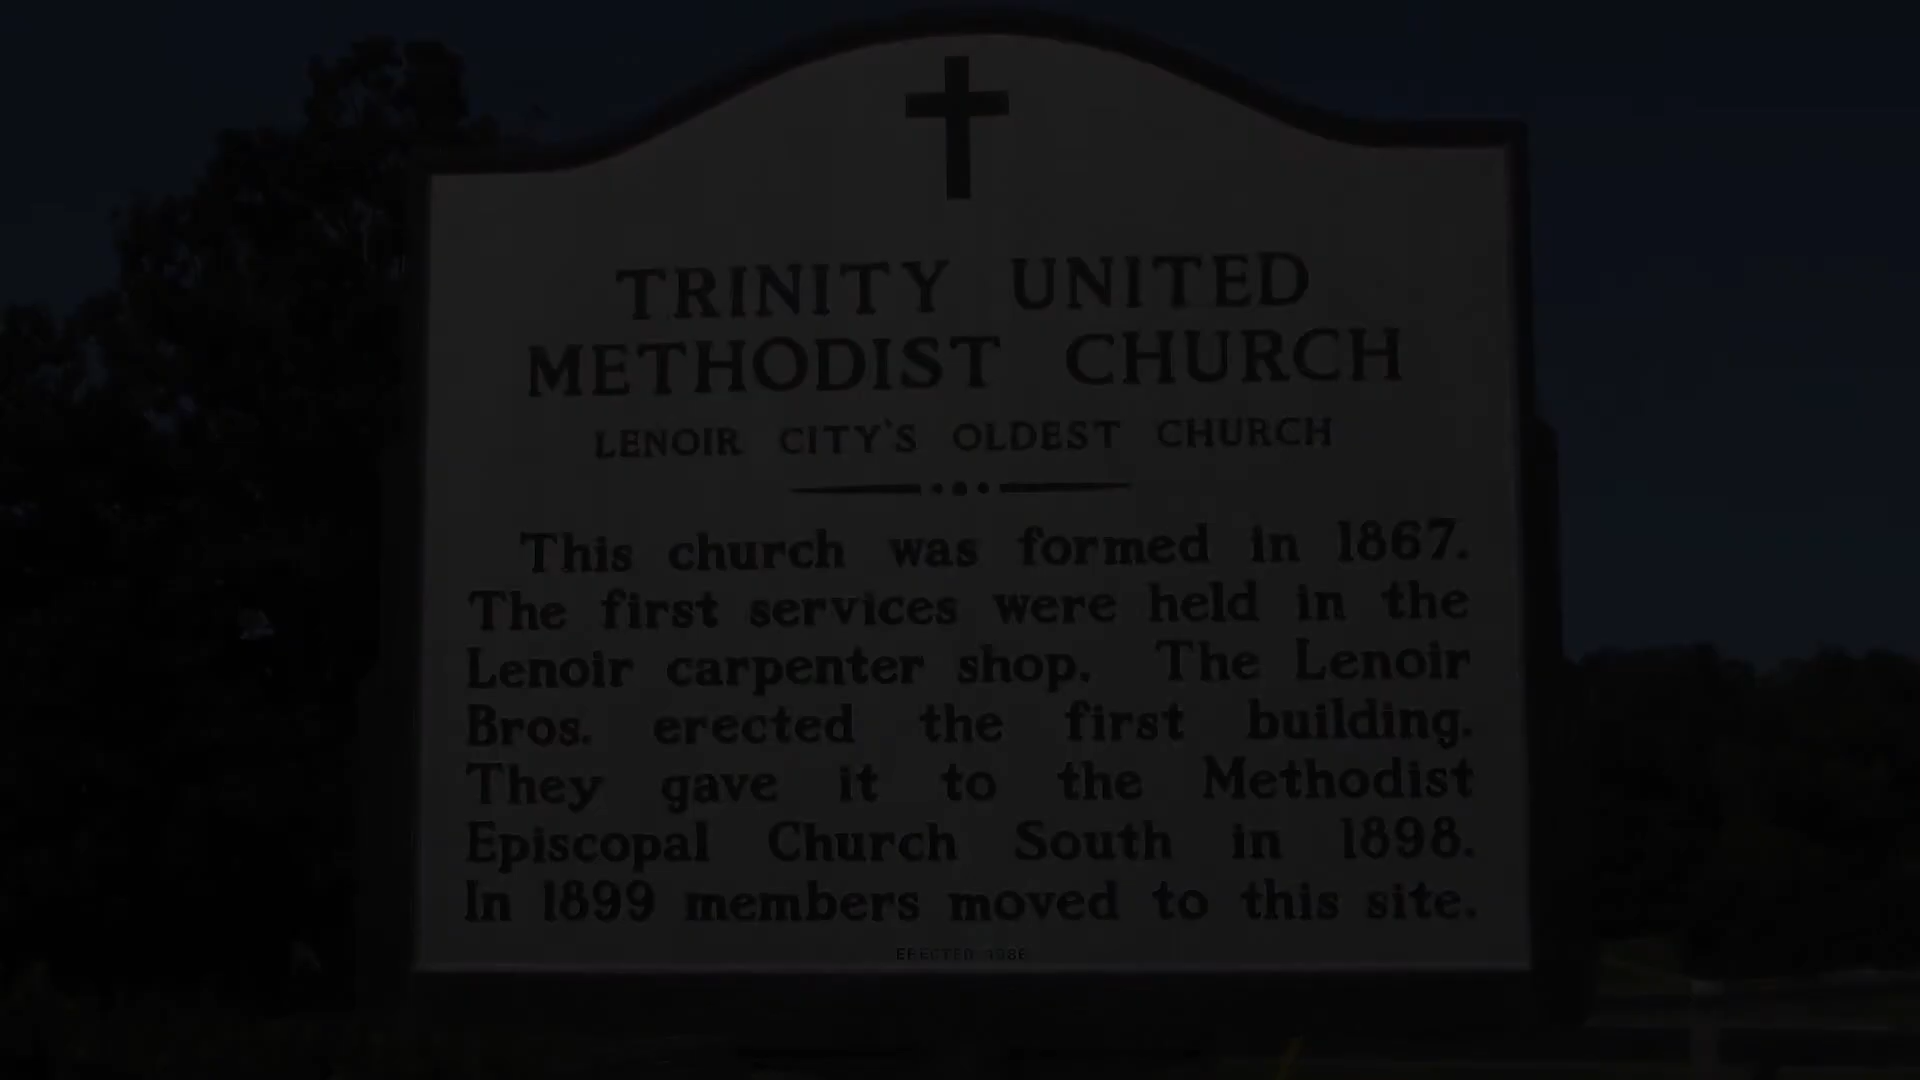 TRINITY UNITED
METHODIST CHURCH
LENOIR CITY'S OLDEST CHURCH
This church was formed in 1867.
The first services were held in the
Lenoir carpenter shop. The Lenoir
Bros. erected the first building.
They gave it to the Methodist
Episcopal Church South in 1898.
In 1899 members moved to this site.
ERECTED